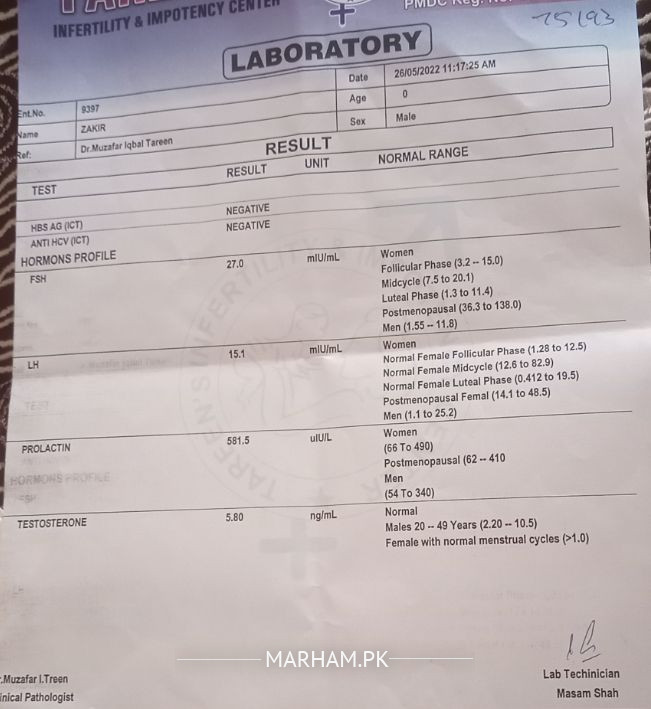 INFERTILITY & IMPOTENCY CENTER
PMDC Reg.
15193
LABORATORY
Ent.No. 9397 Date 26/05/2022 11:17:25 AM
Name ZAKIR Age 0
Ref: Dr.Muzafar Iqbal Tareen Sex Male
RESULT
TEST RESULT UNIT NORMAL RANGE
HBS AG (ICT) NEGATIVE
ANTI HCV (ICT) NEGATIVE
HORMONS PROFILE
FSH 27.0 mIU/mL Women
Follicular Phase (3.2 -- 15.0)
Midcycle (7.5 to 20.1)
Luteal Phase (1.3 to 11.4)
Postmenopausal (36.3 to 138.0)
Men (1.55 -- 11.8)
LH 15.1 mIU/mL Women
Normal Female Follicular Phase (1.28 to 12.5)
Normal Female Midcycle (12.6 to 82.9)
Normal Female Luteal Phase (0.412 to 19.5)
Postmenopausal Femal (14.1 to 48.5)
Men (1.1 to 25.2)
PROLACTIN 581.5 uIU/L Women
(66 To 490)
Postmenopausal (62 -- 410
Men
(54 To 340)
TESTOSTERONE 5.80 ng/mL Normal
Males 20 -- 49 Years (2.20 -- 10.5)
Female with normal menstrual cycles (>1.0)
TAREEN'S INFERTILITY & IM
MARHAM.PK
.Muzafar I.Treen
inical Pathologist
Lab Techinician
Masam Shah